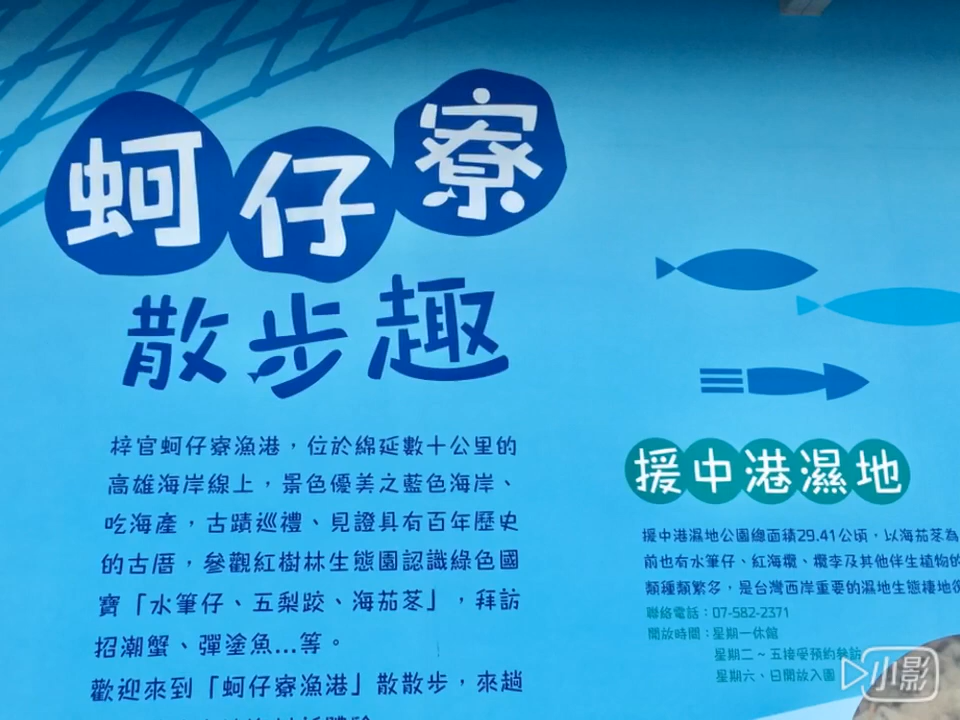 蚵仔寮
散步趣
梓官蚵仔寮漁港，位於綿延數十公里的
高雄海岸線上，景色優美之藍色海岸、
吃海產，古蹟巡禮、見證具有百年歷史
的古厝，參觀紅樹林生態園認識綠色國
寶「水筆仔、五梨跤、海茄苳」，拜訪
招潮蟹、彈塗魚...等。
歡迎來到「蚵仔寮漁港」散散步，來趟
援中港濕地
援中港濕地公園總面積29.41公頃，以海茄苳為
前也有水筆仔、紅海欖、欖李及其他伴生植物的
類種類繁多，是台灣西岸重要的濕地生態棲地
聯絡電話：07-582-2371
開放時間：星期一休館
星期二~五接受預約參訪
星期六、日開放入園
小影